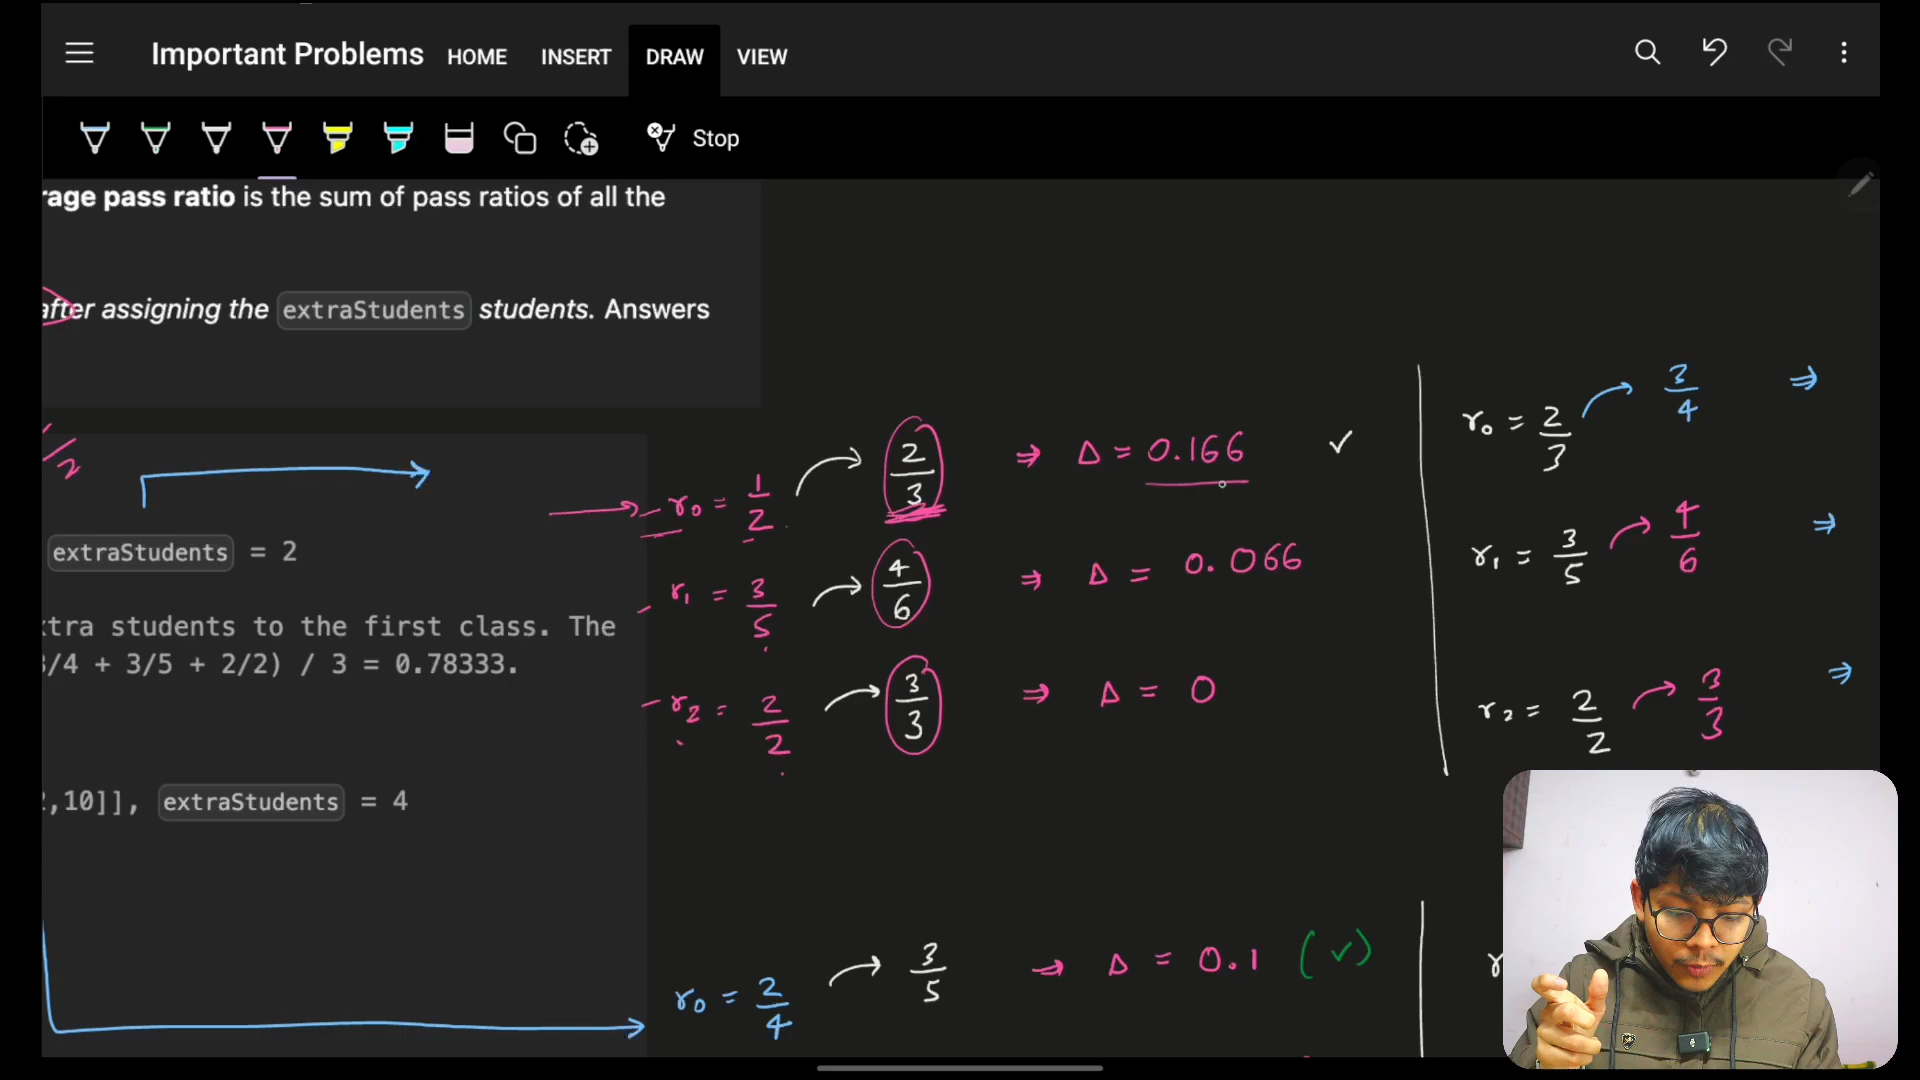 Important Problems HOME INSERT DRAW VIEW
Stop
rage pass ratio is the sum of pass ratios of all the
after assigning the extraStudents students. Answers
/2
extraStudents = 2
xtra students to the first class. The
3/4 + 3/5 + 2/2) / 3 = 0.78333.
2,10]], extraStudents = 4
r0 = 1/2 → 2/3 ⇒ Δ = 0.166 ✓
r1 = 3/5 → 4/6 ⇒ Δ = 0.066
r2 = 2/2 → 3/3 ⇒ Δ = 0
r0 = 2/3 → 3/4 ⇒
r1 = 3/5 → 4/6 ⇒
r2 = 2/2 → 3/3 ⇒
r0 = 2/4 → 3/5 ⇒ Δ = 0.1 (✓)
r